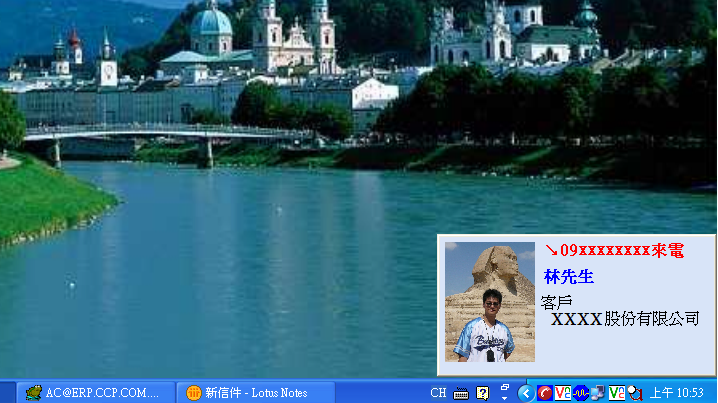 ↘09xxxxxxxx來電
林先生
客戶
XXXX股份有限公司
AC@ERP.CCP.COM....
新信件 - Lotus Notes
CH
上午 10:53